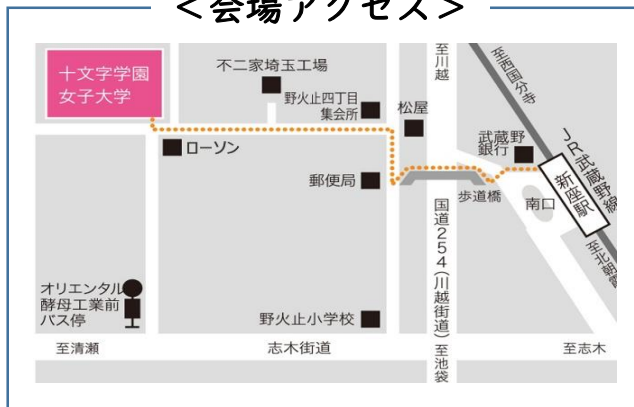 ＜会場アクセス＞
十文字学園
女子大学
不二家埼玉工場
野火止四丁目
集会所
至川越
松屋
至西国分寺
JR武蔵野線
武蔵野
銀行
新座駅
ローソン
郵便局
歩道橋
南口
国道254(川越街道)
至北朝霞
オリエンタル
酵母工業前
バス停
野火止小学校
至清瀬
志木街道
至池袋
至志木